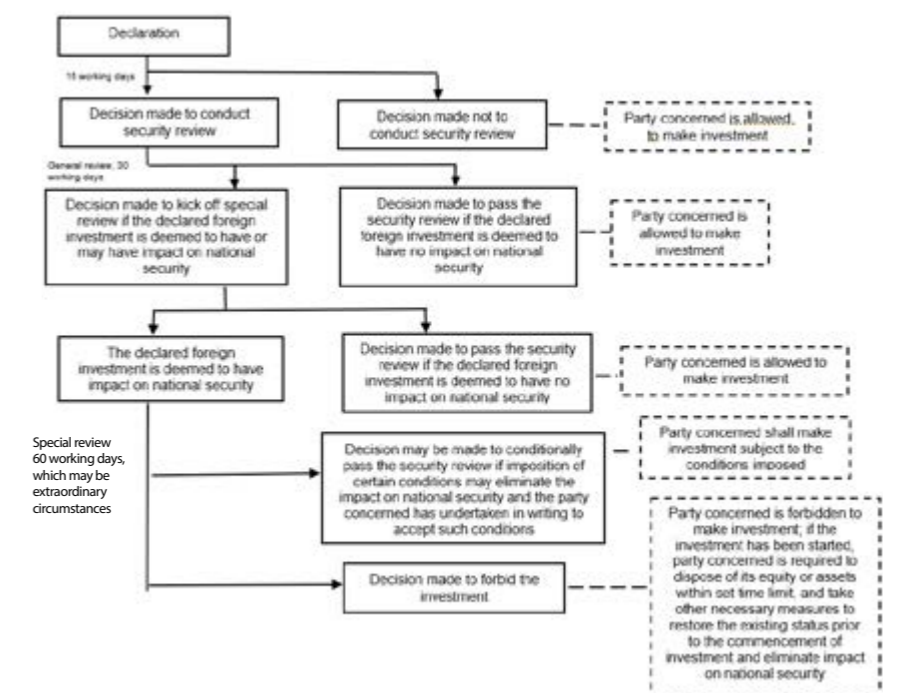 Declaration
15 working days
Decision made to conduct
security review
Decision made not to
conduct security review
Party concerned is allowed
to make investment
General review, 30
working days
Decision made to kick off special
review if the declared foreign
investment is deemed to have or
may have impact on national
security
Decision made to pass the
security review if the declared
foreign investment is deemed to
have no impact on national
security
Party concerned is
allowed to make
investment
The declared foreign
investment is deemed to have
impact on national security
Decision made to pass the security
review if the declared foreign
investment is deemed to have no
impact on national security
Party concerned is allowed to
make investment
Special review
60 working days,
which may be
extraordinary
circumstances
Decision may be made to conditionally
pass the security review if imposition of
certain conditions may eliminate the
impact on national security and the party
concerned has undertaken in writing to
accept such conditions
Party concerned shall make
investment subject to the
conditions imposed
Decision made to forbid the
investment
Party concerned is forbidden to
make investment; if the
investment has been started,
party concerned is required to
dispose of its equity or assets
within set time limit, and take
other necessary measures to
restore the existing status prior
to the commencement of
investment and eliminate impact
on national security